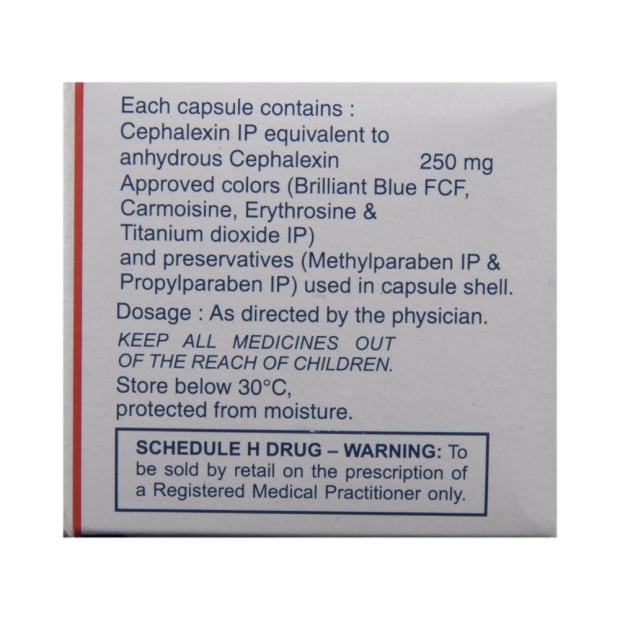 Each capsule contains :
Cephalexin IP equivalent to
anhydrous Cephalexin 250 mg
Approved colors (Brilliant Blue FCF,
Carmoisine, Erythrosine &
Titanium dioxide IP)
and preservatives (Methylparaben IP &
Propylparaben IP) used in capsule shell.
Dosage : As directed by the physician.
KEEP ALL MEDICINES OUT
OF THE REACH OF CHILDREN.
Store below 30°C,
protected from moisture.
SCHEDULE H DRUG – WARNING: To
be sold by retail on the prescription of
a Registered Medical Practitioner only.